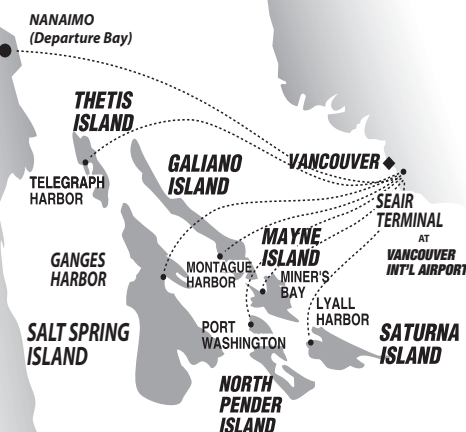 NANAIMO
(Departure Bay)
THETIS
ISLAND
TELEGRAPH
HARBOR
GALIANO
ISLAND
VANCOUVER
SEAIR
TERMINAL
AT
VANCOUVER
INT'L AIRPORT
GANGES
HARBOR
MONTAGUE
HARBOR
MAYNE
ISLAND
MINER'S
BAY
LYALL
HARBOR
SALT SPRING
ISLAND
PORT
WASHINGTON
SATURNA
ISLAND
NORTH
PENDER
ISLAND